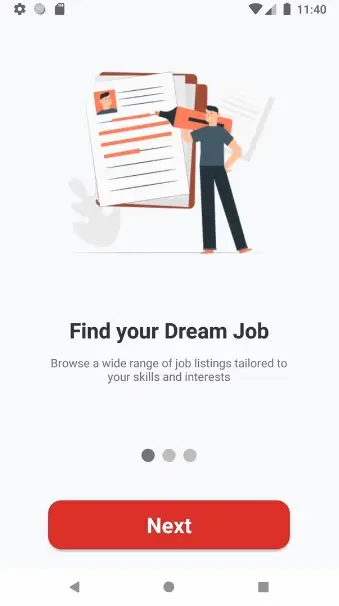 11:40
Find your Dream Job
Browse a wide range of job listings tailored to
your skills and interests
Next